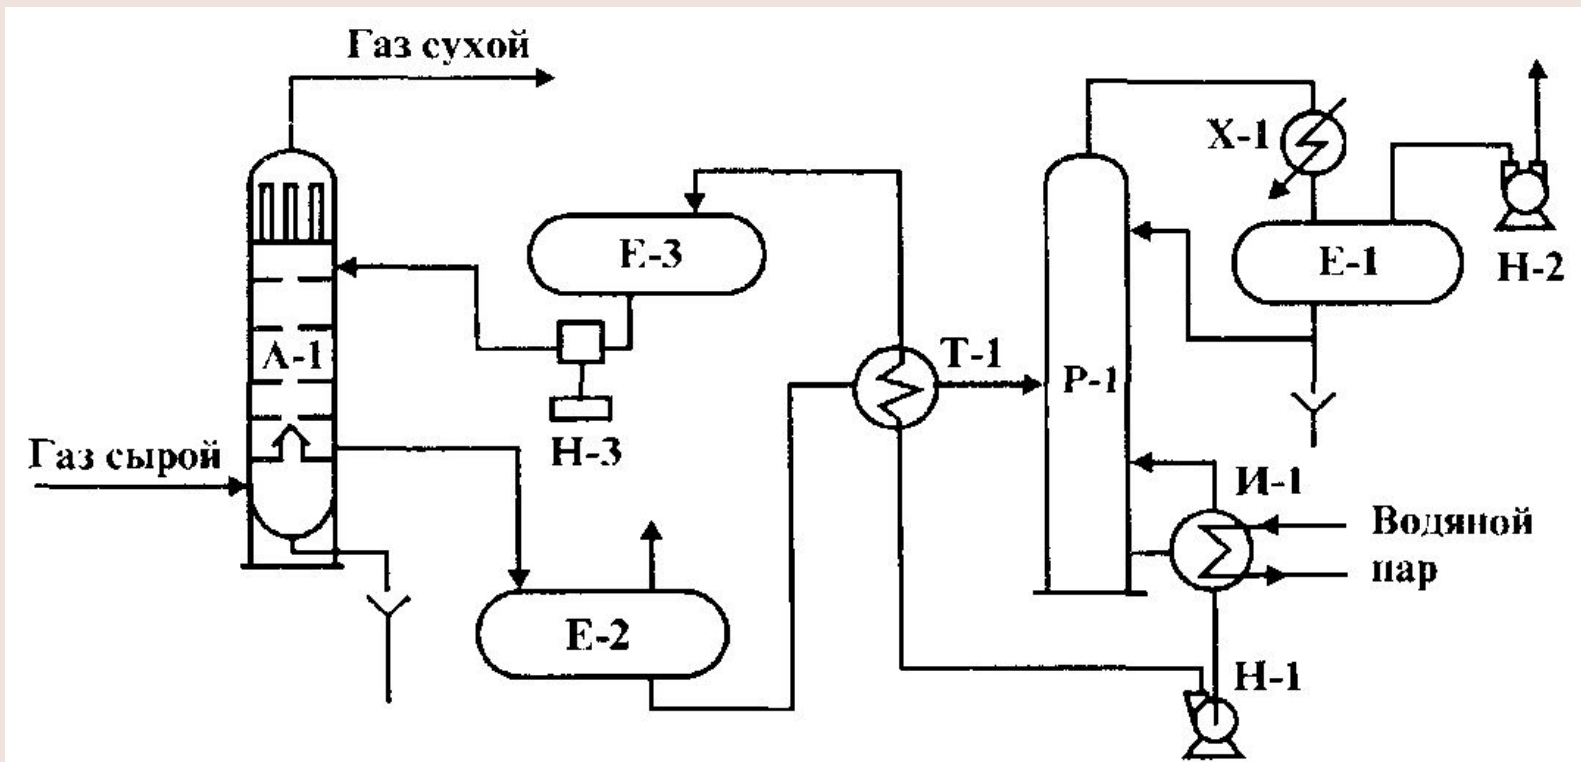 Газ сухой
Х-1
Е-3
Е-1
Н-2
А-1
Т-1
Р-1
Н-3
Газ сырой
И-1
Водяной
пар
Е-2
Н-1